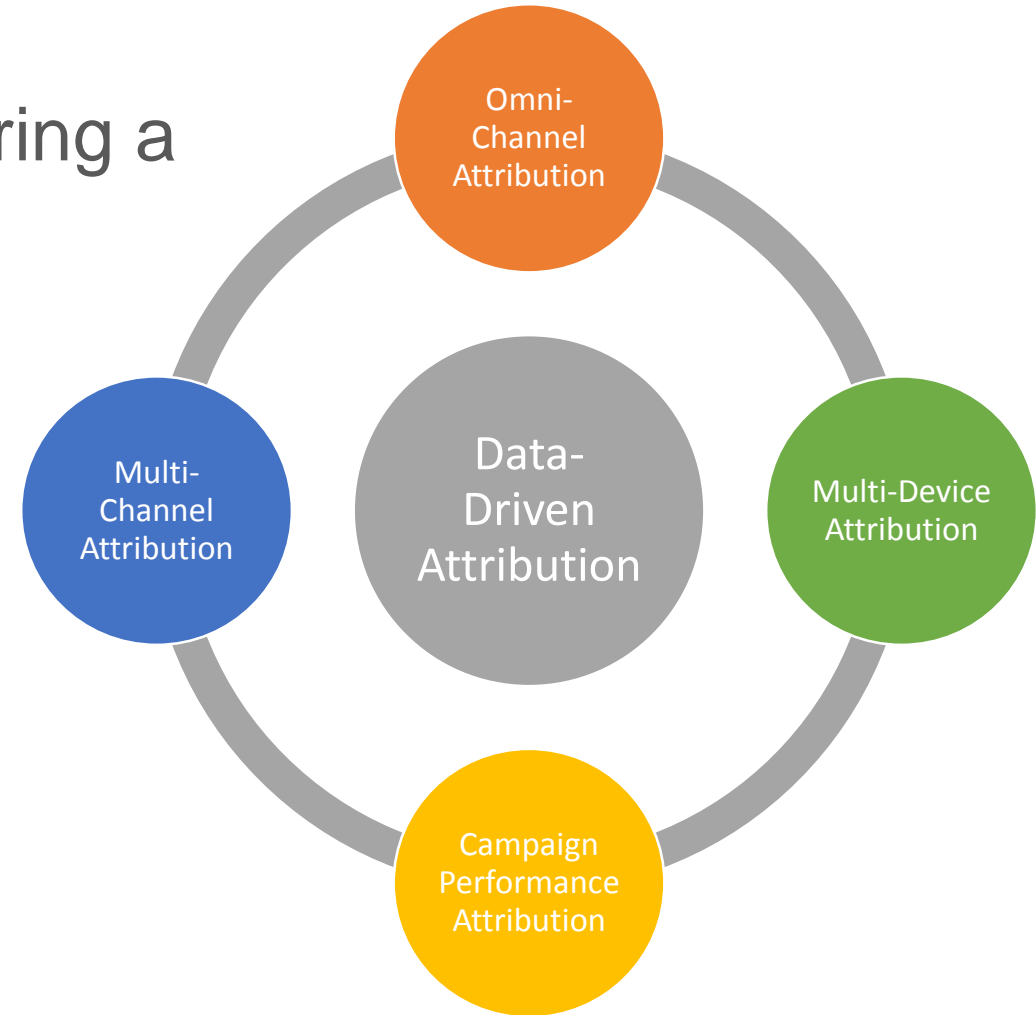 ring a
Omni-
Channel
Attribution
Multi-
Channel
Attribution
Data-
Driven
Attribution
Multi-Device
Attribution
Campaign
Performance
Attribution